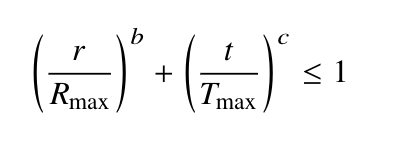 (r/R_max)^b + (t/T_max)^c ≤ 1